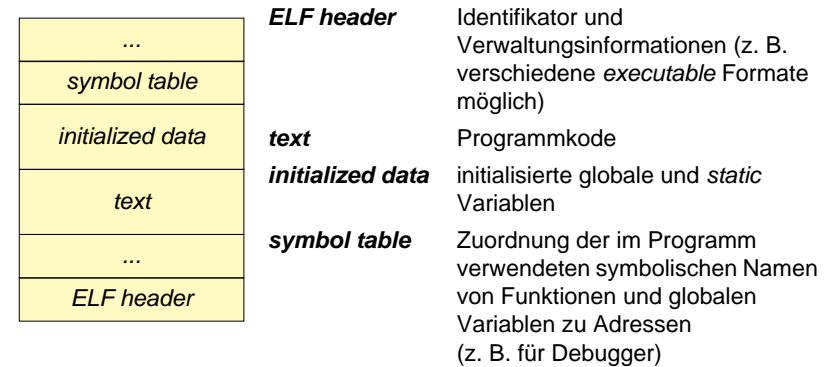 ...
symbol table
initialized data
text
...
ELF header
ELF header Identifikator und
Verwaltungsinformationen (z. B.
verschiedene executable Formate
möglich)
text Programmkode
initialized data initialisierte globale und static
Variablen
symbol table Zuordnung der im Programm
verwendeten symbolischen Namen
von Funktionen und globalen
Variablen zu Adressen
(z. B. für Debugger)